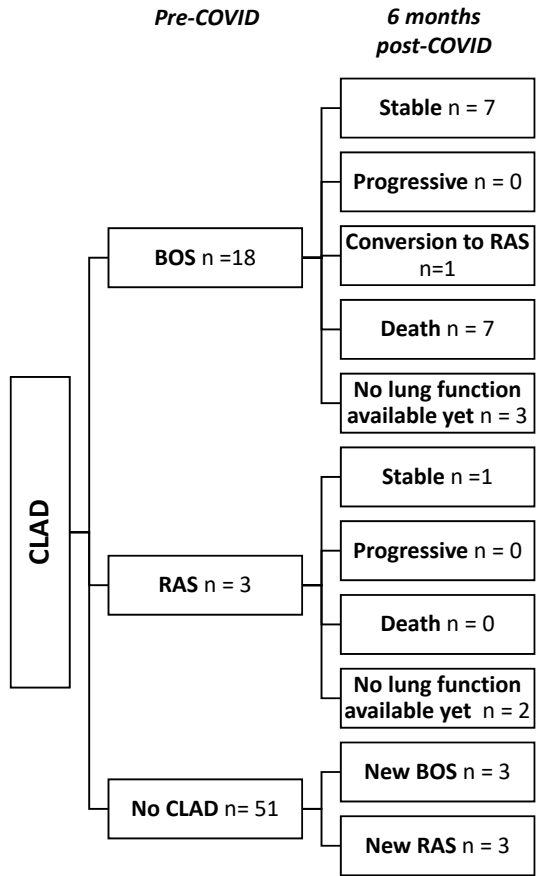 Pre-COVID
6 months
post-COVID
CLAD
BOS n =18
Stable n = 7
Progressive n = 0
Conversion to RAS
n=1
Death n = 7
No lung function
available yet n = 3
RAS n = 3
Stable n =1
Progressive n = 0
Death n = 0
No lung function
available yet n = 2
No CLAD n= 51
New BOS n = 3
New RAS n = 3